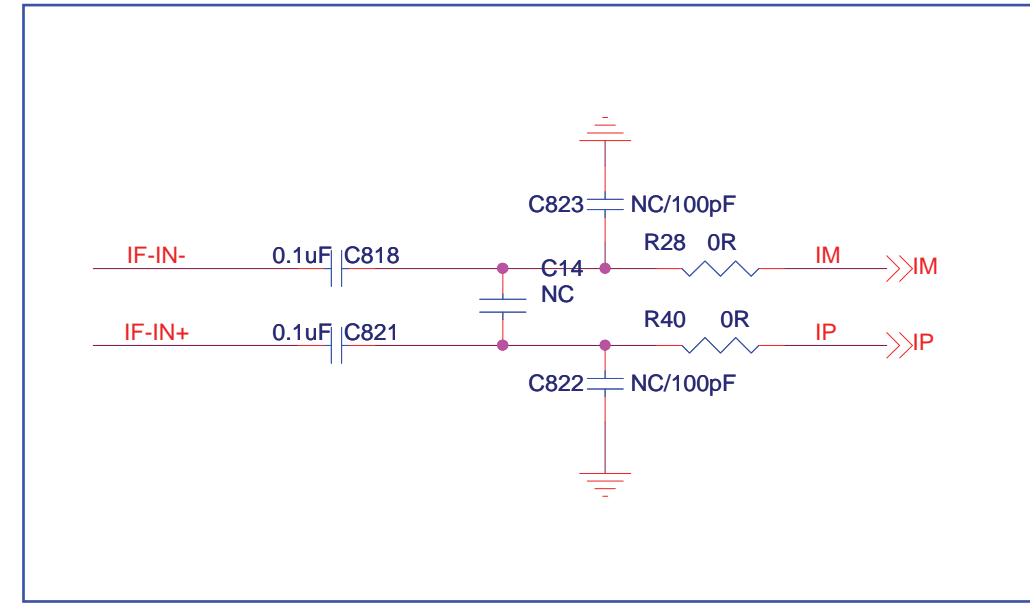 C823 NC/100pF
R28 0R
IF-IN- 0.1uF C818 IM IM
C14
NC
R40 0R
IF-IN+ 0.1uF C821 IP IP
C822 NC/100pF